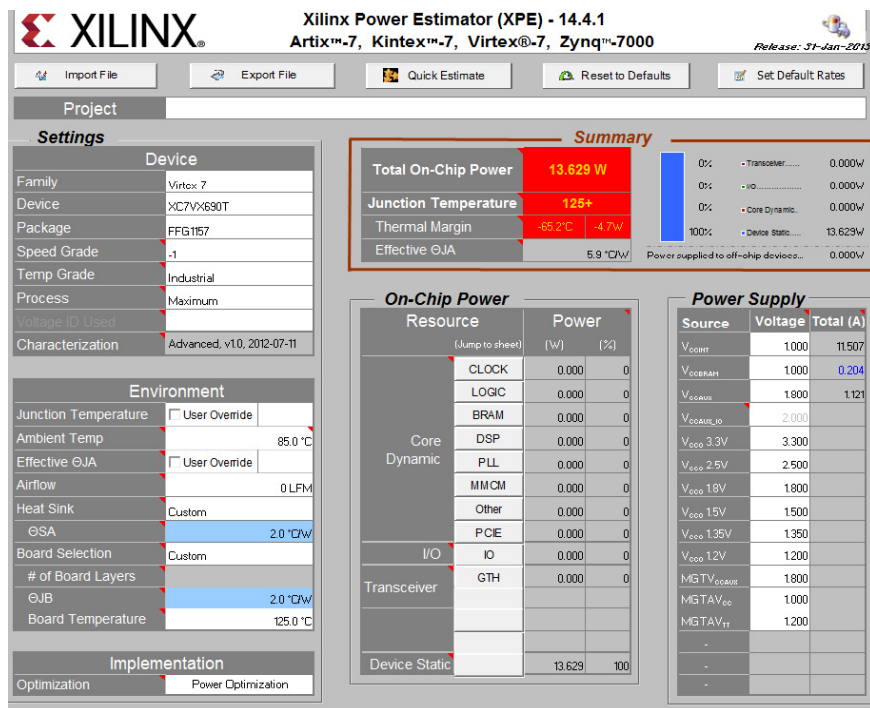 XILINX®
Xilinx Power Estimator (XPE) - 14.4.1
Artix™-7, Kintex™-7, Virtex®-7, Zynq™-7000
Release: 31-Jan-2013
Import File
Export File
Quick Estimate
Reset to Defaults
Set Default Rates
Project
Settings
Device
Family Virtex 7
Device XC7VX690T
Package FFG1157
Speed Grade -1
Temp Grade Industrial
Process Maximum
Voltage ID Used
Characterization Advanced, v1.0, 2012-07-11
Environment
Junction Temperature User Override
Ambient Temp 85.0 °C
Effective ΘJA User Override
Airflow 0 LFM
Heat Sink Custom
ΘSA 2.0 °C/W
Board Selection Custom
# of Board Layers
ΘJB 2.0 °C/W
Board Temperature 125.0 °C
Implementation
Optimization Power Optimization
Summary
Total On-Chip Power 13.629 W
Junction Temperature 125+
Thermal Margin -65.2°C -4.7W
Effective ΘJA 5.9 °C/W
0% Transceiver...... 0.000W
0% I/O.................. 0.000W
0% Core Dynamic.. 0.000W
100% Device Static..... 13.629W
Power supplied to off-chip devices... 0.000W
On-Chip Power
Resource Power
(Jump to sheet) (W) (%)
Core Dynamic
CLOCK 0.000 0
LOGIC 0.000 0
BRAM 0.000 0
DSP 0.000 0
PLL 0.000 0
MMCM 0.000 0
Other 0.000 0
PCIE 0.000 0
I/O IO 0.000 0
Transceiver GTH 0.000 0
Device Static 13.629 100
Power Supply
Source Voltage Total (A)
VCCINT 1.000 11.507
VCCBRAM 1.000 0.204
VCCAUX 1.800 1.121
VCCAUX_IO 2.000
VCCO 3.3V 3.300
VCCO 2.5V 2.500
VCCO 1.8V 1.800
VCCO 1.5V 1.500
VCCO 1.35V 1.350
VCCO 1.2V 1.200
MGTVCCAUX 1.800
MGTAVCC 1.000
MGTAVTT 1.200
-
-
-